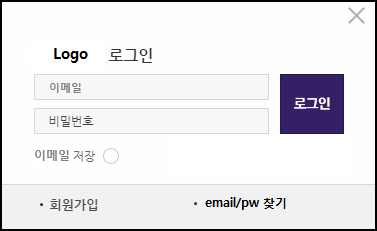 Logo 로그인
이메일
비밀번호
로그인
이메일 저장
• 회원가입
• email/pw 찾기